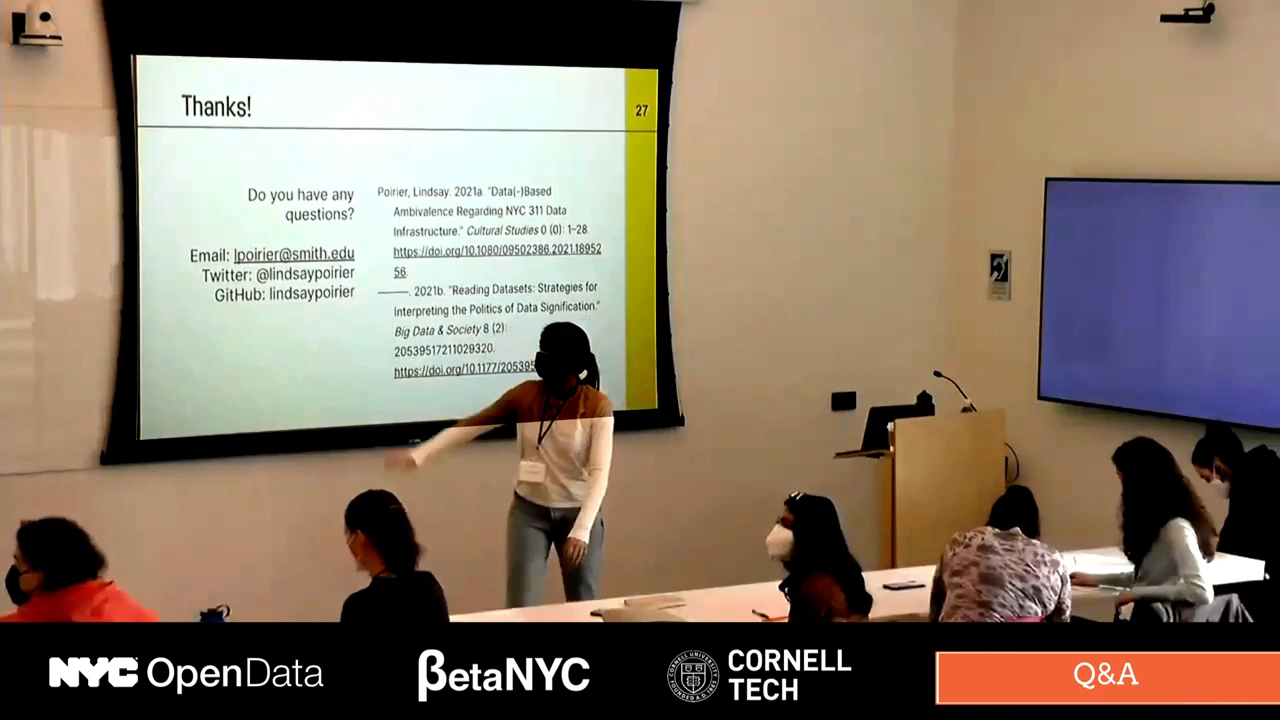 Thanks!
27
Do you have any
questions?
Email: lpoirier@smith.edu
Twitter: @lindsaypoirier
GitHub: lindsaypoirier
Poirier, Lindsay. 2021a. "Data(-)Based
Ambivalence Regarding NYC 311 Data
Infrastructure." Cultural Studies 0 (0): 1–28.
https://doi.org/10.1080/09502386.2021.18952
56.
———. 2021b. "Reading Datasets: Strategies for
Interpreting the Politics of Data Signification."
Big Data & Society 8 (2):
20539517211029320.
https://doi.org/10.1177/20539
NYC OpenData
βetaNYC
CORNELL
TECH
Q&A